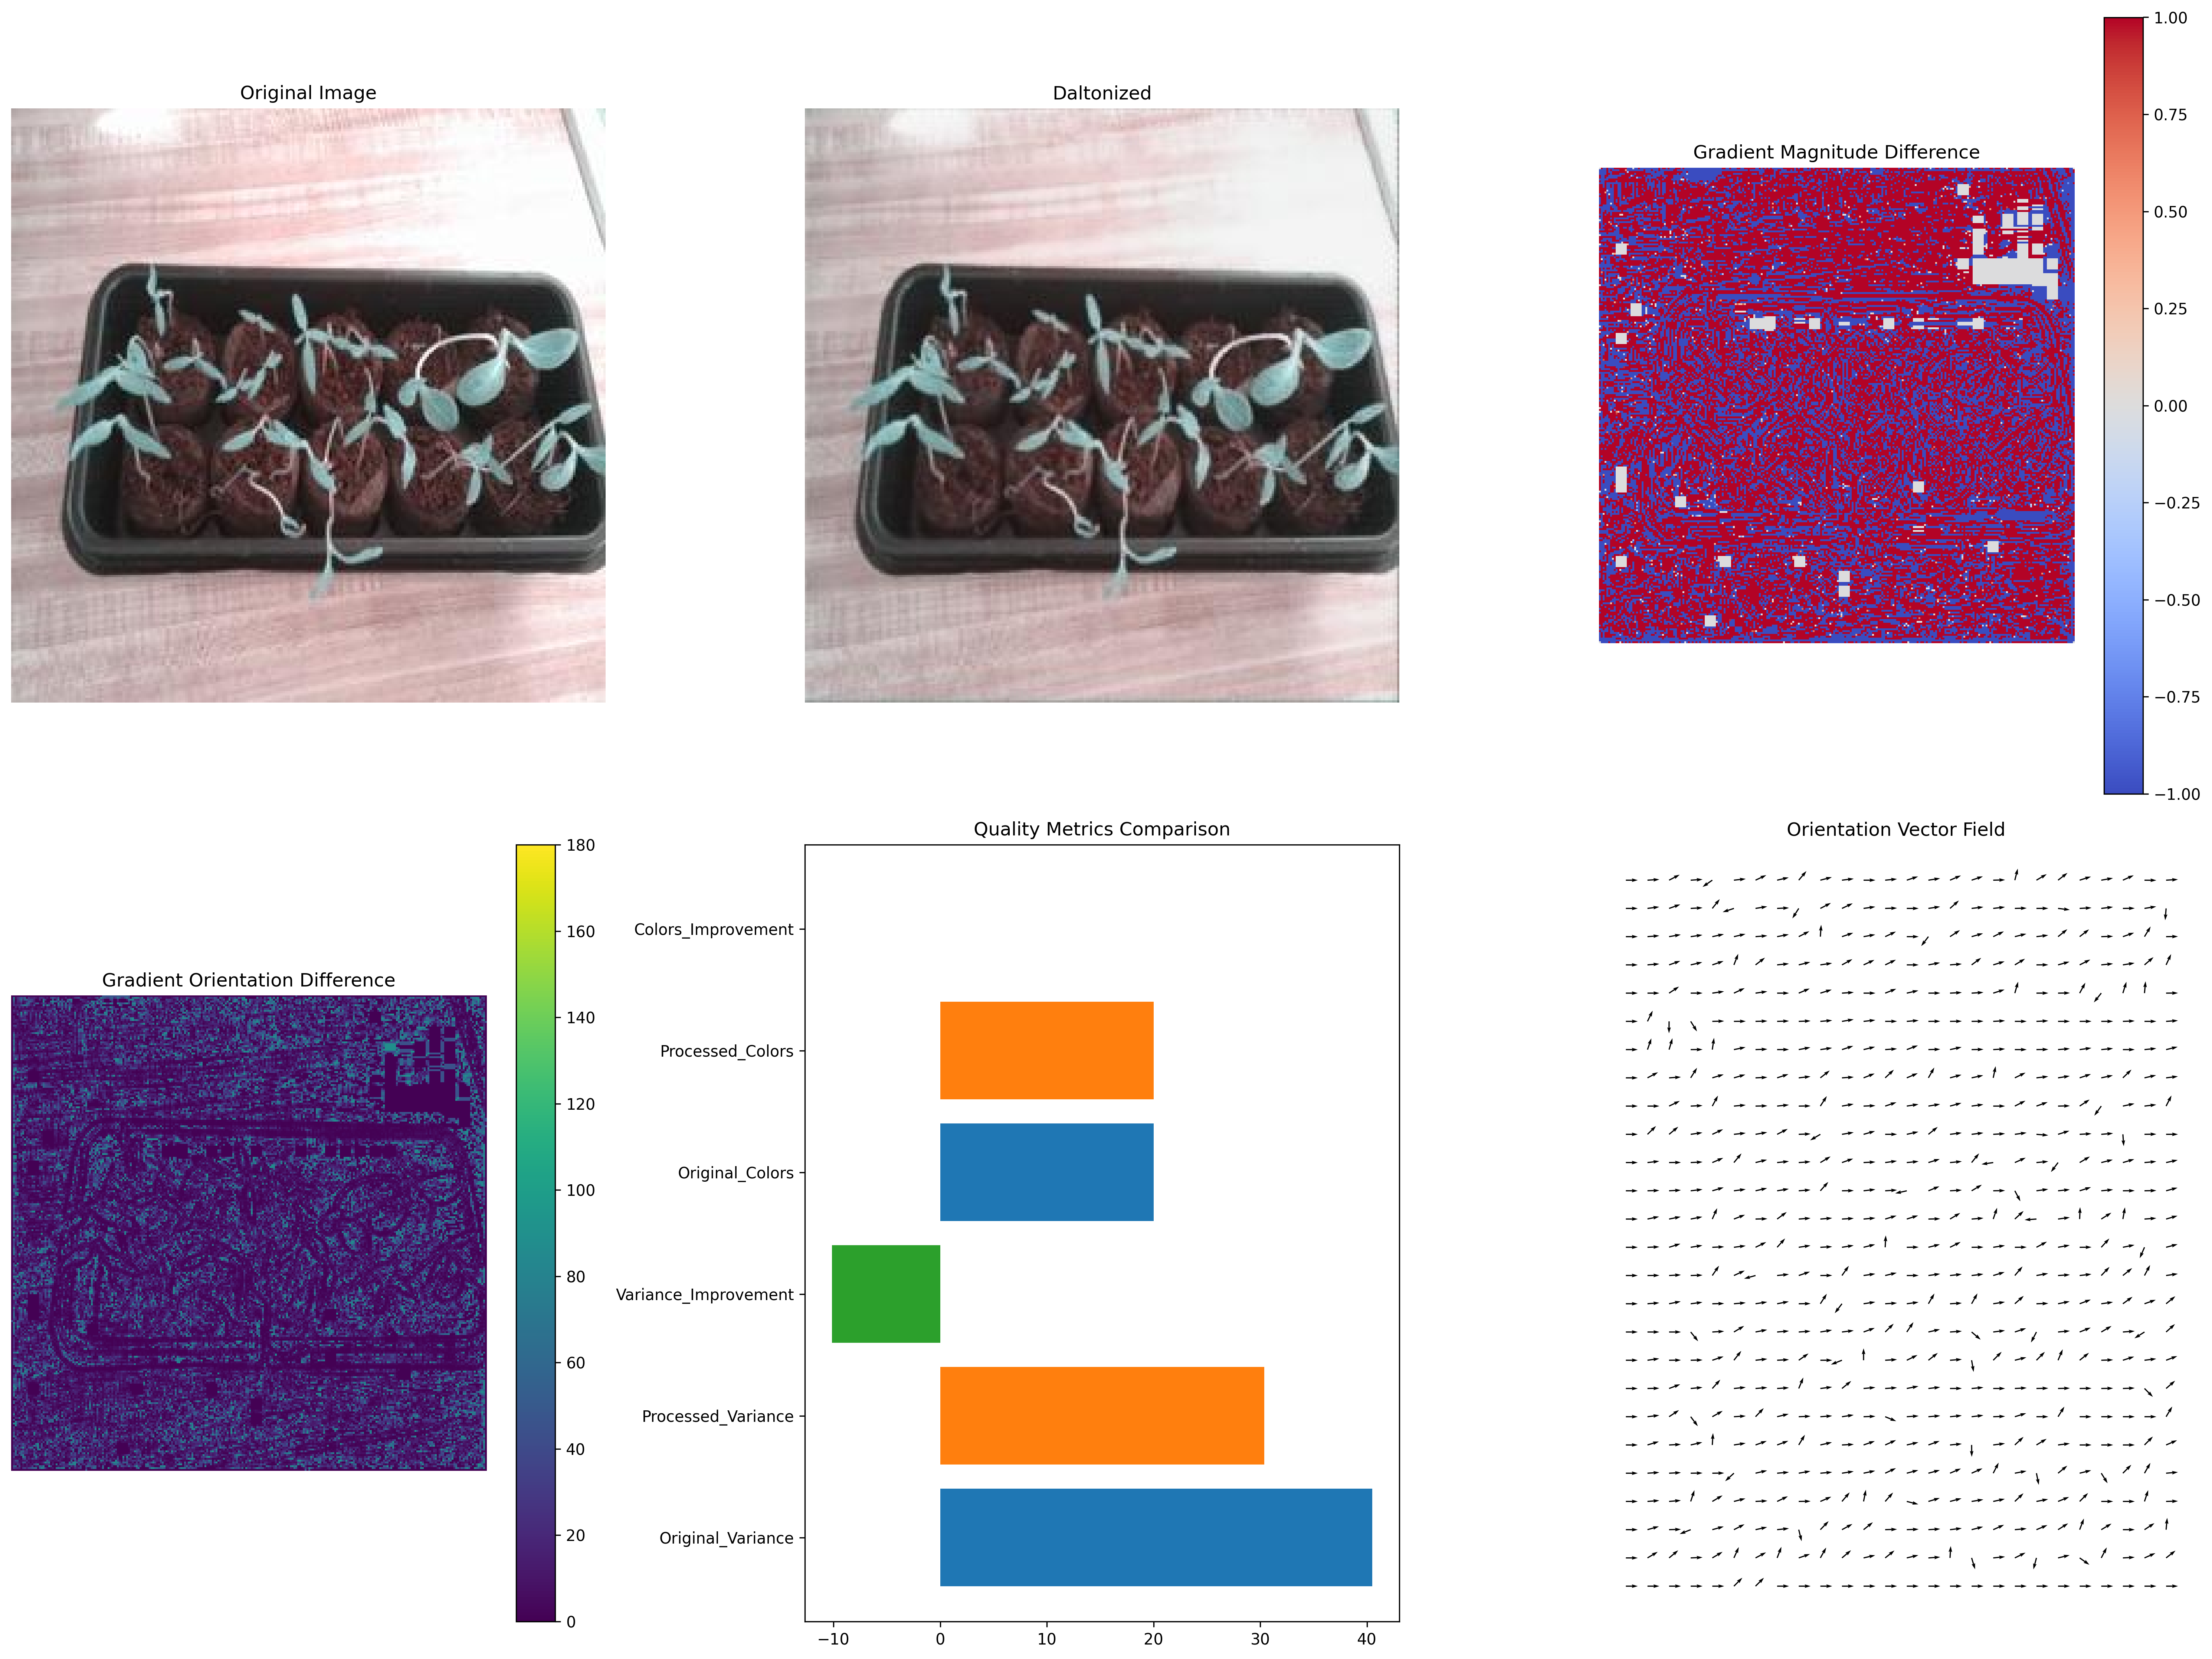 Original Image
Daltonized
Gradient Magnitude Difference
1.00
0.75
0.50
0.25
0.00
−0.25
−0.50
−0.75
−1.00
Gradient Orientation Difference
180
160
140
120
100
80
60
40
20
0
Quality Metrics Comparison
Colors_Improvement
Processed_Colors
Original_Colors
Variance_Improvement
Processed_Variance
Original_Variance
−10 0 10 20 30 40
Orientation Vector Field